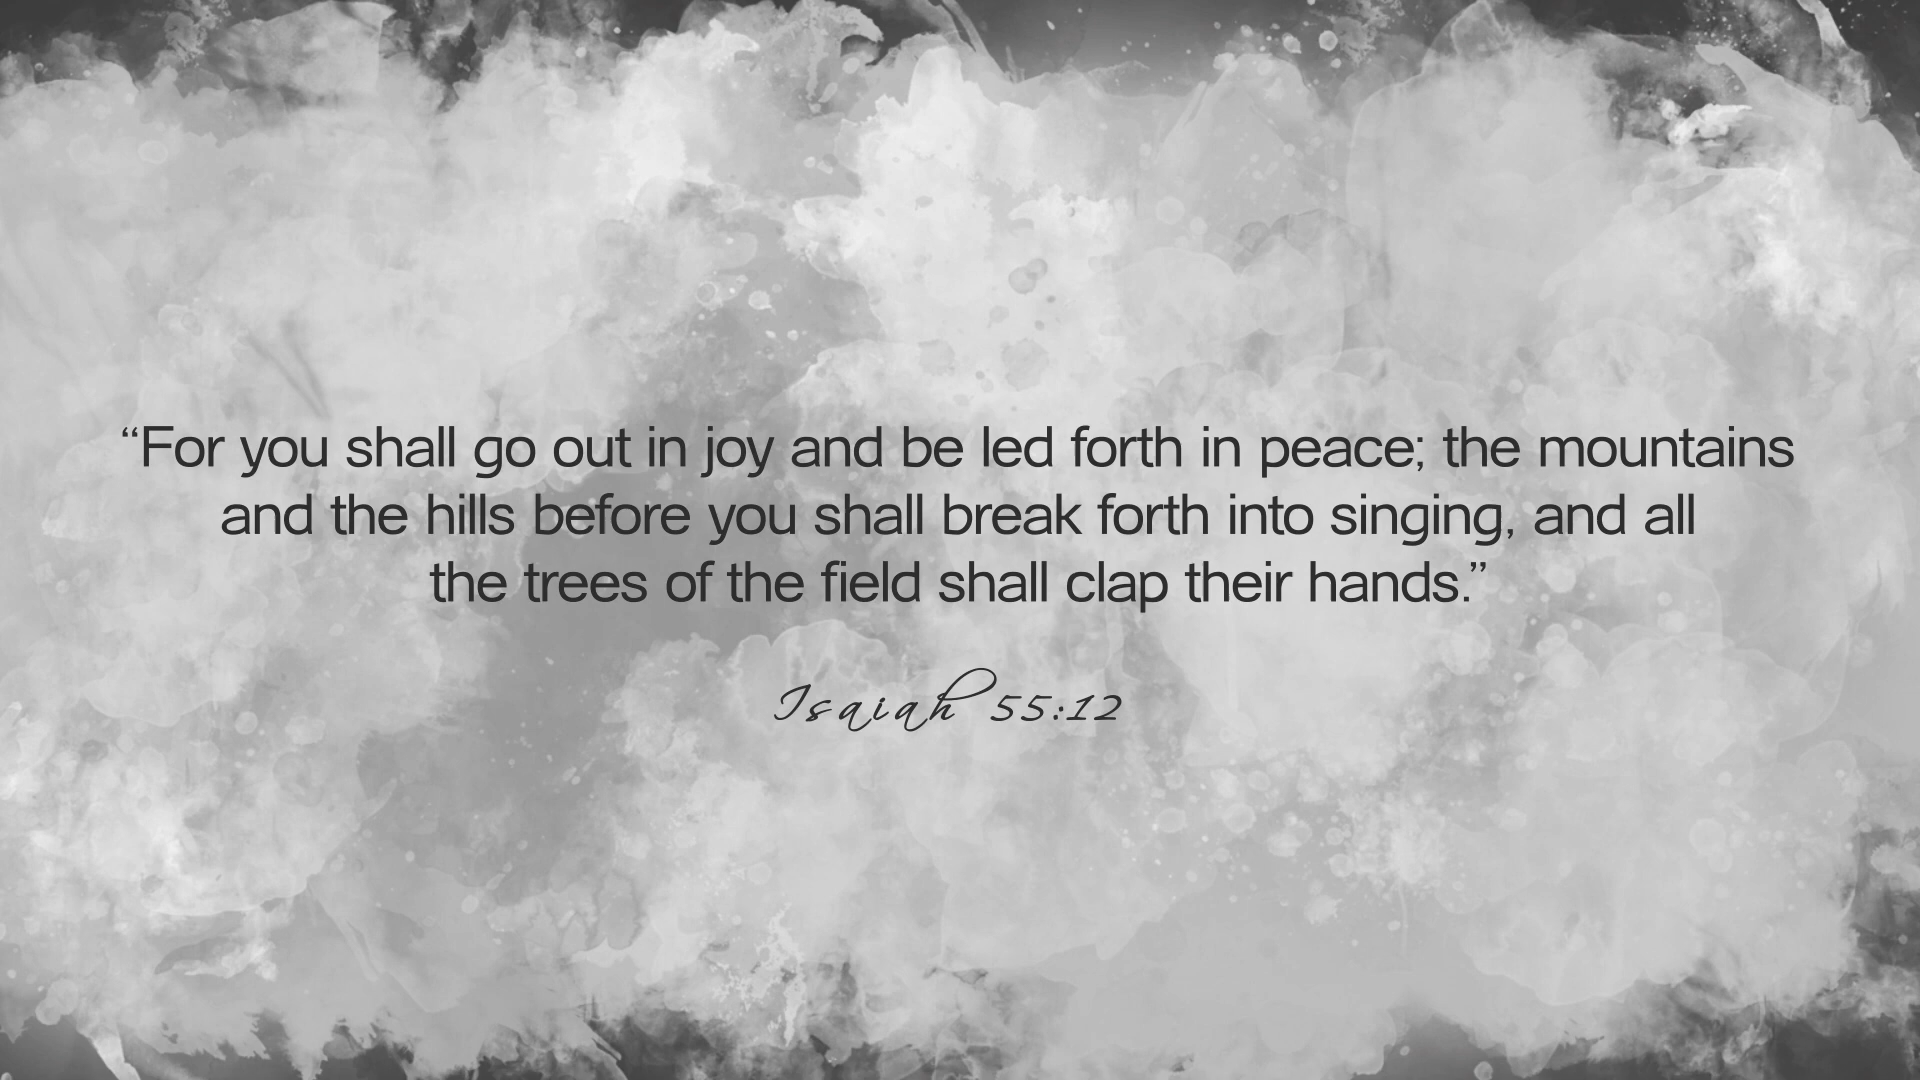 “For you shall go out in joy and be led forth in peace; the mountains
and the hills before you shall break forth into singing, and all
the trees of the field shall clap their hands.”
Isaiah 55:12